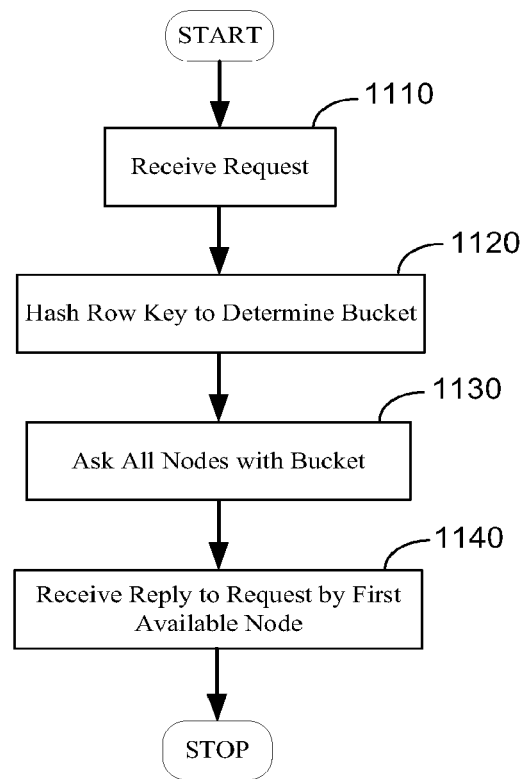 START
1110
Receive Request
1120
Hash Row Key to Determine Bucket
1130
Ask All Nodes with Bucket
1140
Receive Reply to Request by First
Available Node
STOP